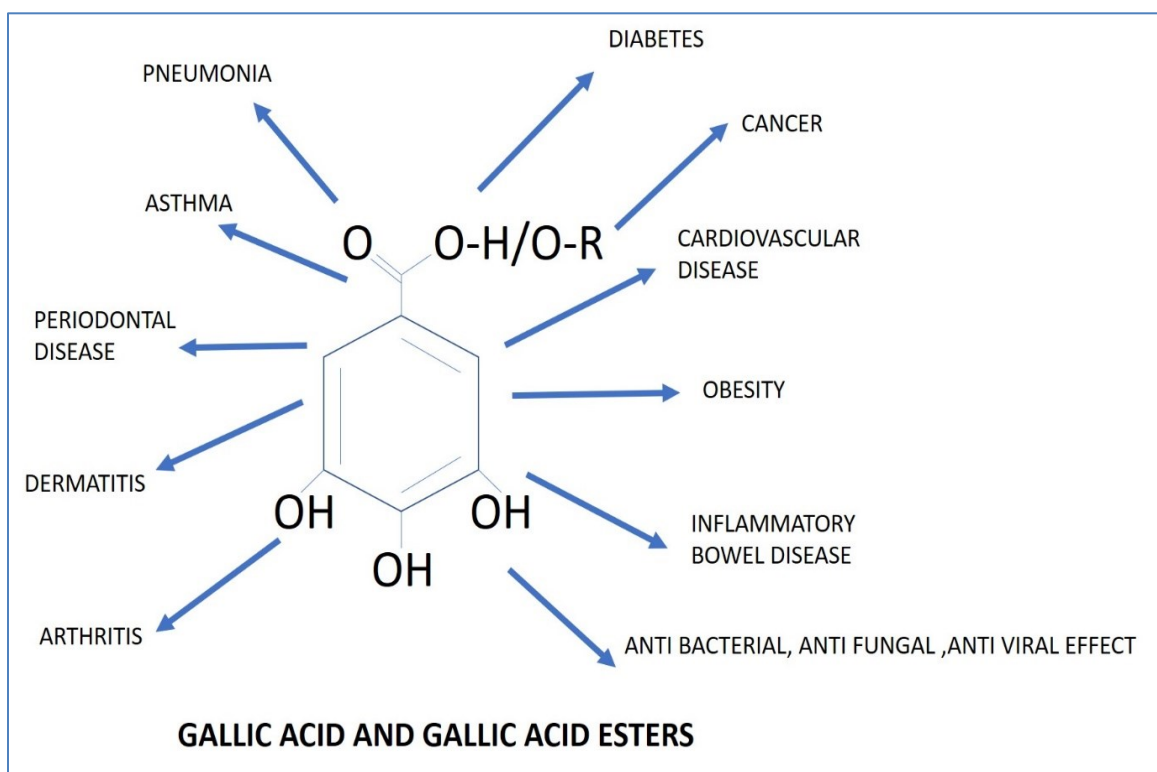 DIABETES
PNEUMONIA
CANCER
ASTHMA
O O-H/O-R
CARDIOVASCULAR
DISEASE
PERIODONTAL
DISEASE
OBESITY
DERMATITIS
OH OH
INFLAMMATORY
BOWEL DISEASE
OH
ARTHRITIS
ANTI BACTERIAL, ANTI FUNGAL ,ANTI VIRAL EFFECT
GALLIC ACID AND GALLIC ACID ESTERS